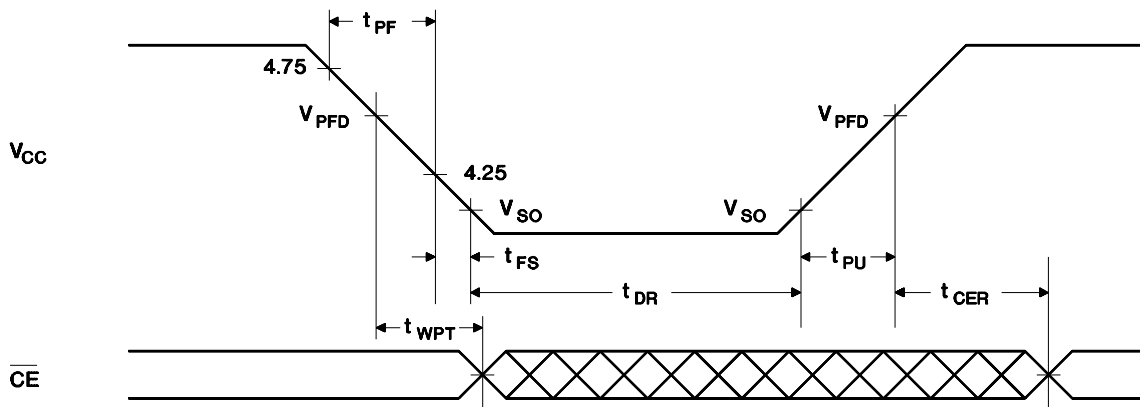 t PF
4.75
V PFD
V PFD
V CC
4.25
V SO
V SO
t FS
t PU
t DR
t CER
t WPT
CE